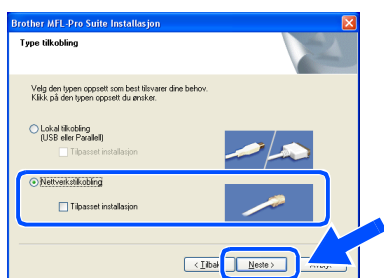 Brother MFL-Pro Suite Installasjon
Type tilkobling
Velg den typen oppsett som best tilsvarer dine behov.
Klikk på den typen oppsett du ønsker.
Lokal tilkobling
(USB eller Parallell)
Tilpasset installasjon
Nettverkstilkobling
Tilpasset installasjon
< Tilbak
Neste >